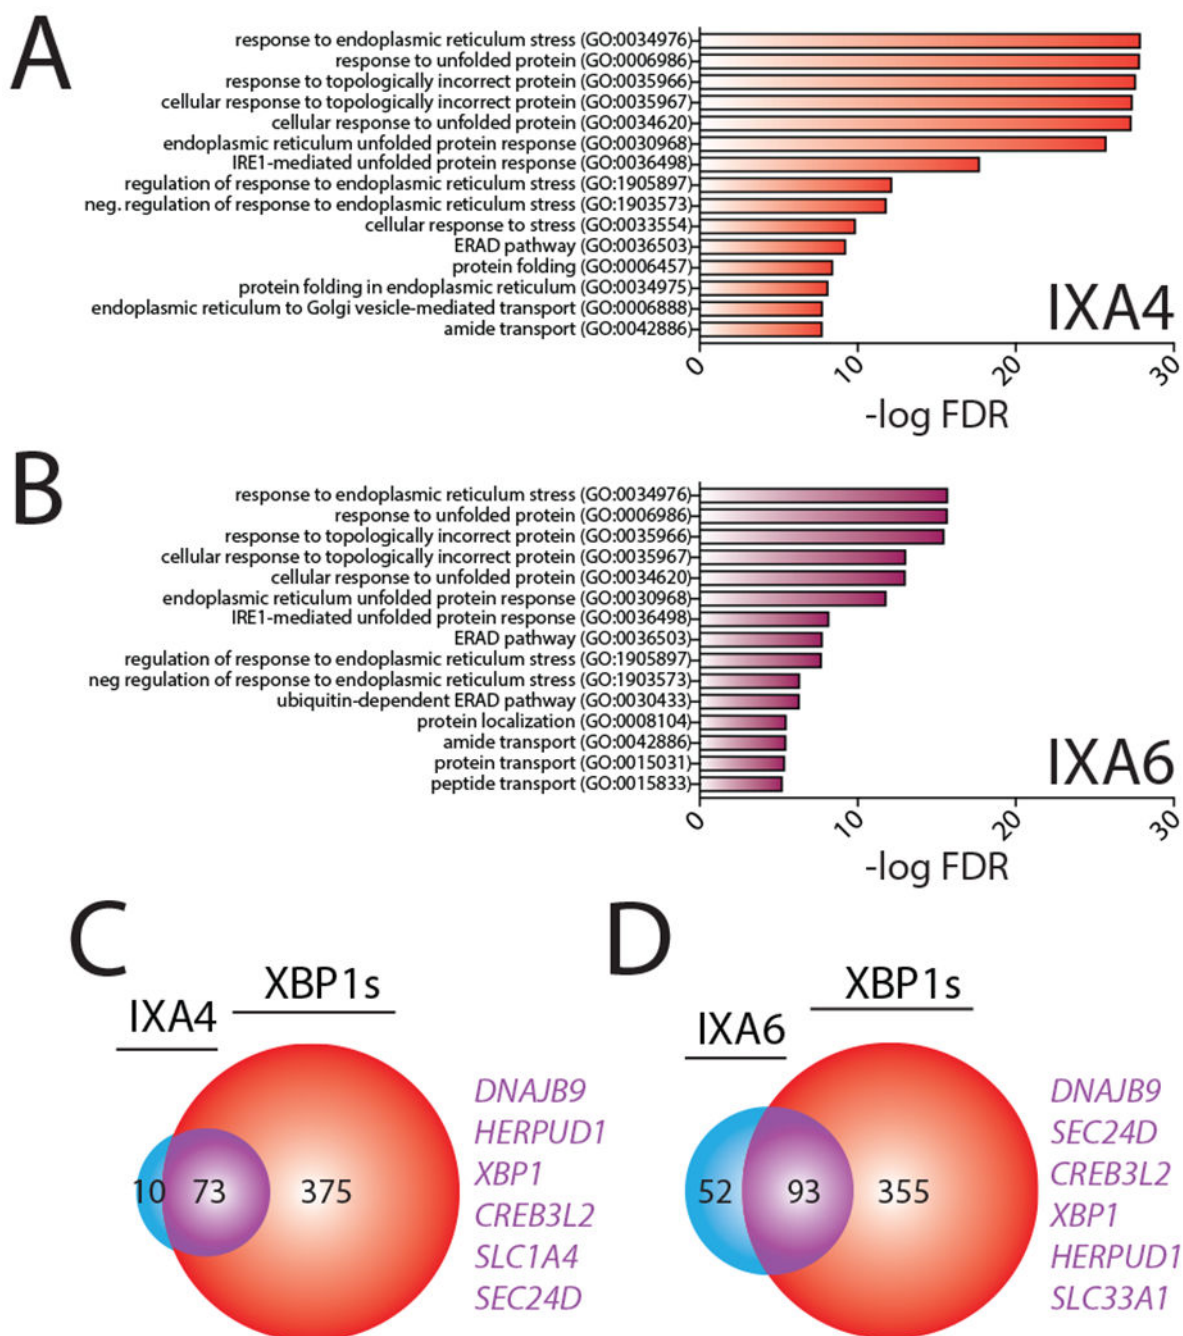 A
response to endoplasmic reticulum stress (GO:0034976)
response to unfolded protein (GO:0006986)
response to topologically incorrect protein (GO:0035966)
cellular response to topologically incorrect protein (GO:0035967)
cellular response to unfolded protein (GO:0034620)
endoplasmic reticulum unfolded protein response (GO:0030968)
IRE1-mediated unfolded protein response (GO:0036498)
regulation of response to endoplasmic reticulum stress (GO:1905897)
neg. regulation of response to endoplasmic reticulum stress (GO:1903573)
cellular response to stress (GO:0033554)
ERAD pathway (GO:0036503)
protein folding (GO:0006457)
protein folding in endoplasmic reticulum (GO:0034975)
endoplasmic reticulum to Golgi vesicle-mediated transport (GO:0006888)
amide transport (GO:0042886)
IXA4
0 10 20 30
-log FDR
B
response to endoplasmic reticulum stress (GO:0034976)
response to unfolded protein (GO:0006986)
response to topologically incorrect protein (GO:0035966)
cellular response to topologically incorrect protein (GO:0035967)
cellular response to unfolded protein (GO:0034620)
endoplasmic reticulum unfolded protein response (GO:0030968)
IRE1-mediated unfolded protein response (GO:0036498)
ERAD pathway (GO:0036503)
regulation of response to endoplasmic reticulum stress (GO:1905897)
neg regulation of response to endoplasmic reticulum stress (GO:1903573)
ubiquitin-dependent ERAD pathway (GO:0030433)
protein localization (GO:0008104)
amide transport (GO:0042886)
protein transport (GO:0015031)
peptide transport (GO:0015833)
IXA6
0 10 20 30
-log FDR
C
XBP1s
IXA4
10 73 375
DNAJB9
HERPUD1
XBP1
CREB3L2
SLC1A4
SEC24D
D
XBP1s
IXA6
52 93 355
DNAJB9
SEC24D
CREB3L2
XBP1
HERPUD1
SLC33A1